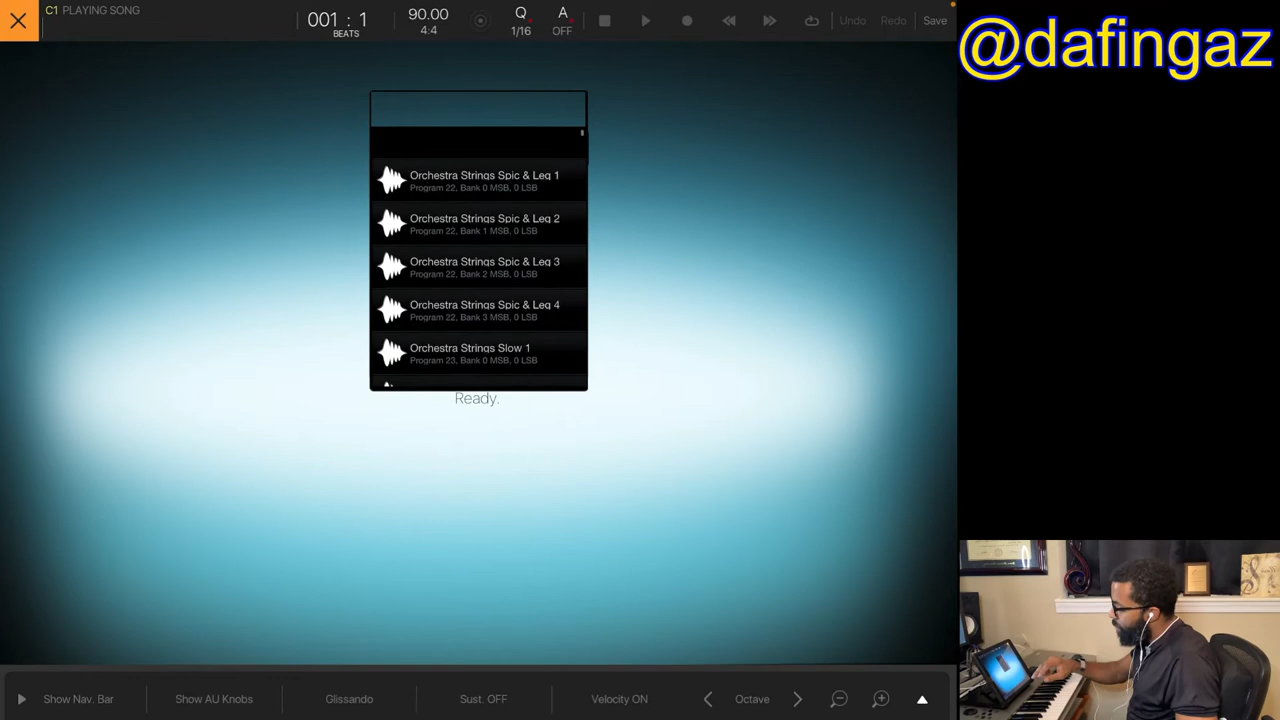 C1 PLAYING SONG
001 : 1
BEATS
90.00
4:4
Q
1/16
A
OFF
Undo
Redo
Save
@dafingaz
Orchestra Strings Spic & Leg 1
Program 22, Bank 0 MSB, 0 LSB
Orchestra Strings Spic & Leg 2
Program 22, Bank 1 MSB, 0 LSB
Orchestra Strings Spic & Leg 3
Program 22, Bank 2 MSB, 0 LSB
Orchestra Strings Spic & Leg 4
Program 22, Bank 3 MSB, 0 LSB
Orchestra Strings Slow 1
Program 23, Bank 0 MSB, 0 LSB
Ready.
Show Nav. Bar
Show AU Knobs
Glissando
Sust. OFF
Velocity ON
Octave